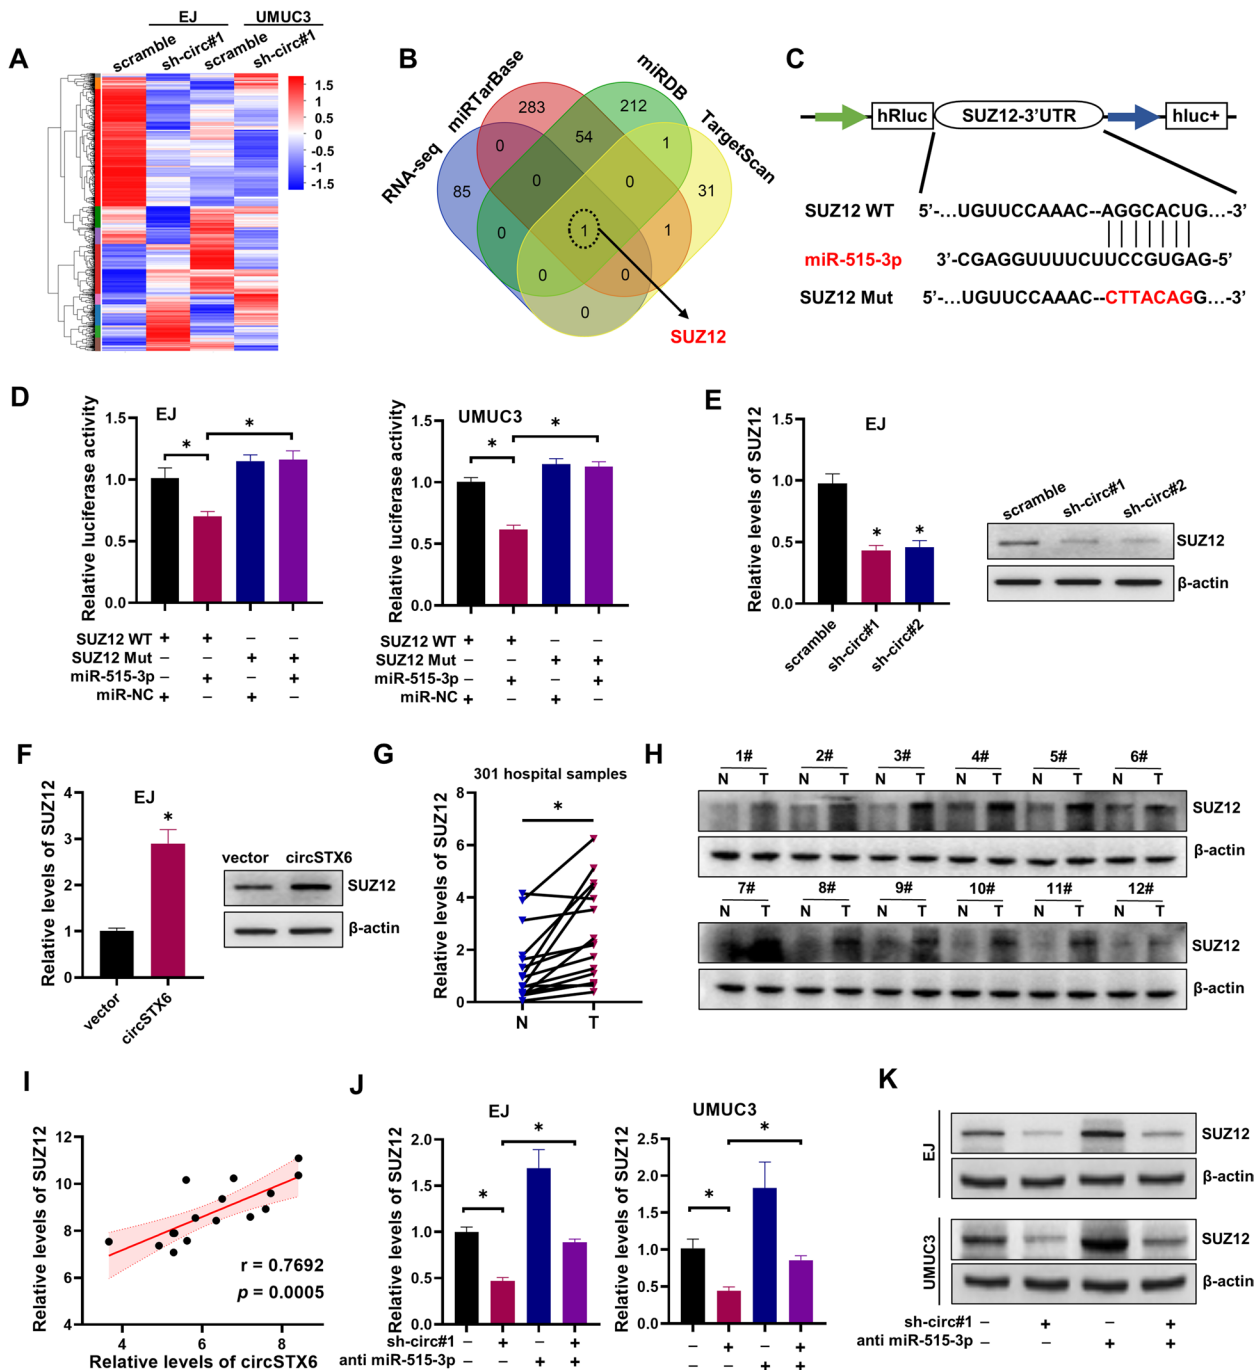 A
EJ UMUC3
scramble sh-circ#1 scramble sh-circ#1
1.5
1
0.5
0
-0.5
-1
-1.5
B
RNA-seq miRTarBase miRDB TargetScan
283 212
85 0 54 1 31
0 0
0 1 1
0 0
0
SUZ12
C
hRluc SUZ12-3'UTR hluc+
SUZ12 WT 5'-...UGUUCCAAAC--AGGCACUG...-3'
miR-515-3p 3'-CGAGGUUUUCUUCCGUGAG-5'
SUZ12 Mut 5'-...UGUUCCAAAC--CTTACAGG...-3'
D
EJ
Relative luciferase activity
1.5
1.0
0.5
0.0
* *
SUZ12 WT + + – –
SUZ12 Mut – – + +
miR-515-3p – + – +
miR-NC + – + –
UMUC3
Relative luciferase activity
1.5
1.0
0.5
0.0
* *
SUZ12 WT + + – –
SUZ12 Mut – – + +
miR-515-3p – + – +
miR-NC + – + –
E
EJ
Relative levels of SUZ12
1.5
1.0
0.5
0.0
* *
scramble sh-circ#1 sh-circ#2
scramble sh-circ#1 sh-circ#2
SUZ12
β-actin
F
EJ
Relative levels of SUZ12
4
3
2
1
0
*
vector circSTX6
vector circSTX6
SUZ12
β-actin
G
301 hospital samples
Relative levels of SUZ12
8
6
4
2
0
*
N T
H
1# 2# 3# 4# 5# 6#
N T N T N T N T N T N T
SUZ12
β-actin
7# 8# 9# 10# 11# 12#
N T N T N T N T N T N T
SUZ12
β-actin
I
Relative levels of SUZ12
12
10
8
6
4
r = 0.7692
p = 0.0005
4 6 8
Relative levels of circSTX6
J
EJ
Relative levels of SUZ12
2.0
1.5
1.0
0.5
0.0
* *
sh-circ#1 – + – +
anti miR-515-3p – – + +
UMUC3
Relative levels of SUZ12
2.5
2.0
1.5
1.0
0.5
0.0
* *
– + – +
– – + +
K
EJ
SUZ12
β-actin
UMUC3
SUZ12
β-actin
sh-circ#1 – + – +
anti miR-515-3p – – + +